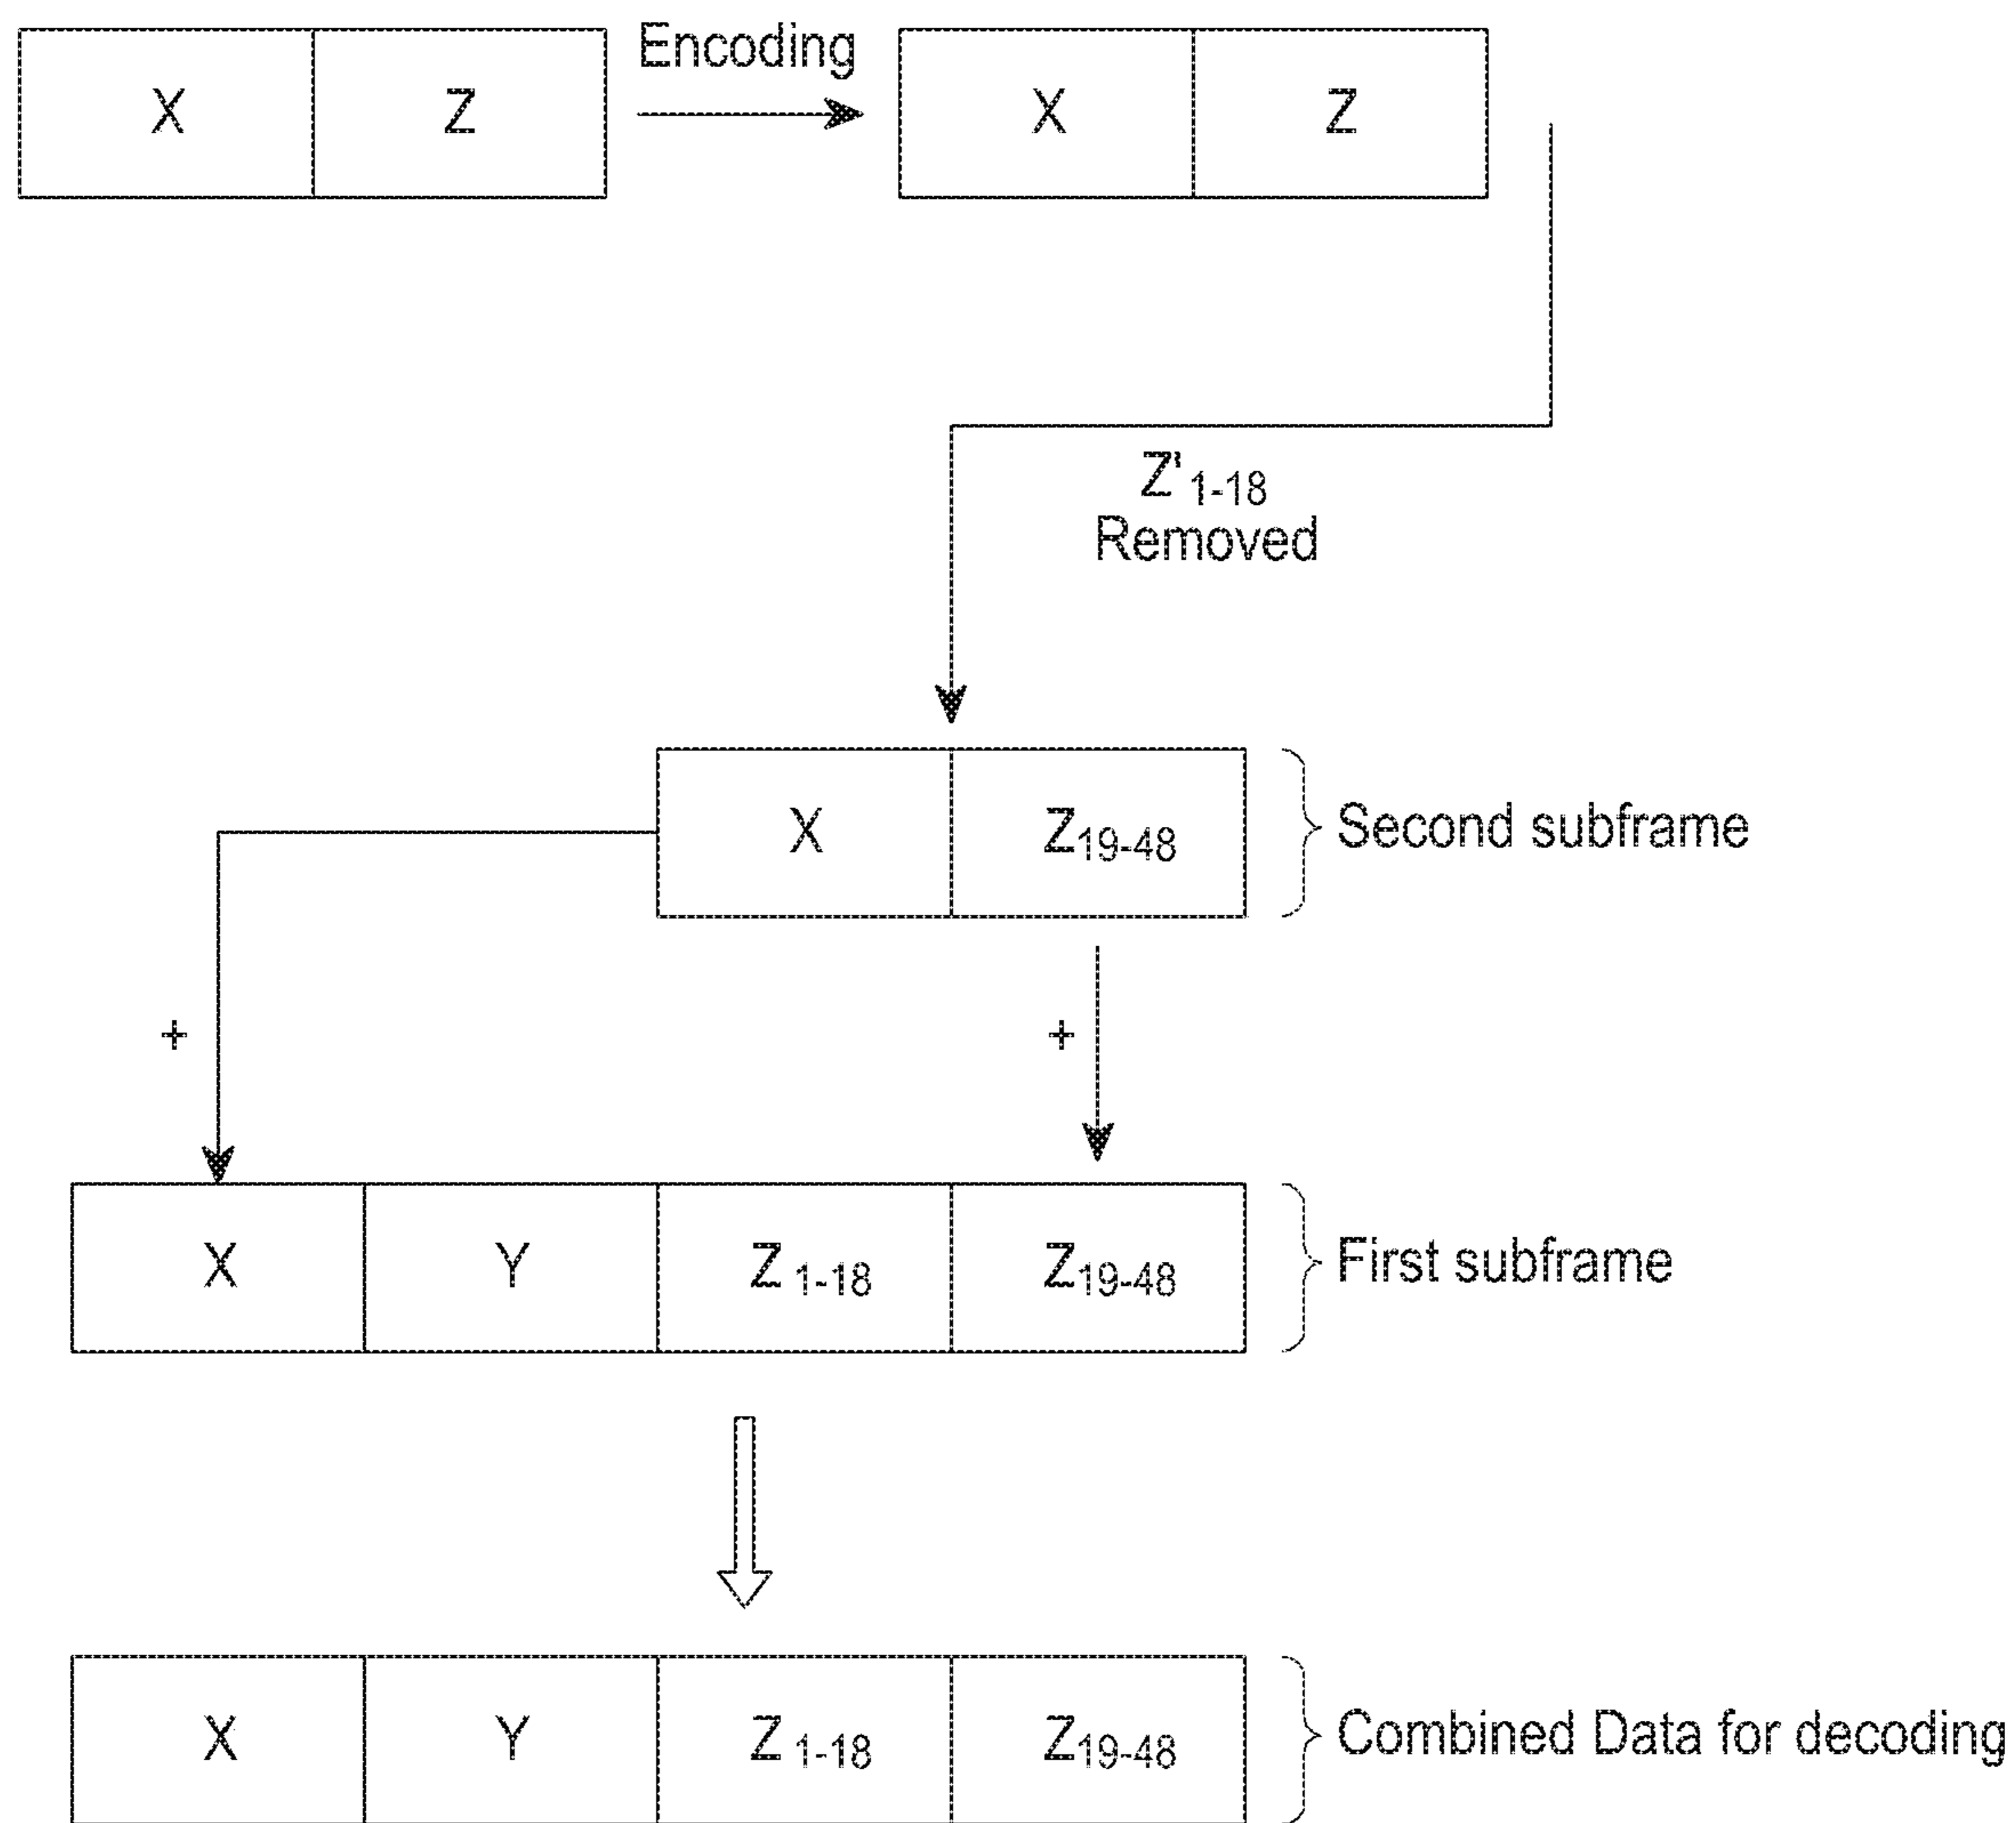 X Z Encoding X Z
Z'1-18
Removed
X Z19-48 Second subframe
+ +
X Y Z 1-18 Z19-48 First subframe
X Y Z 1-18 Z19-48 Combined Data for decoding